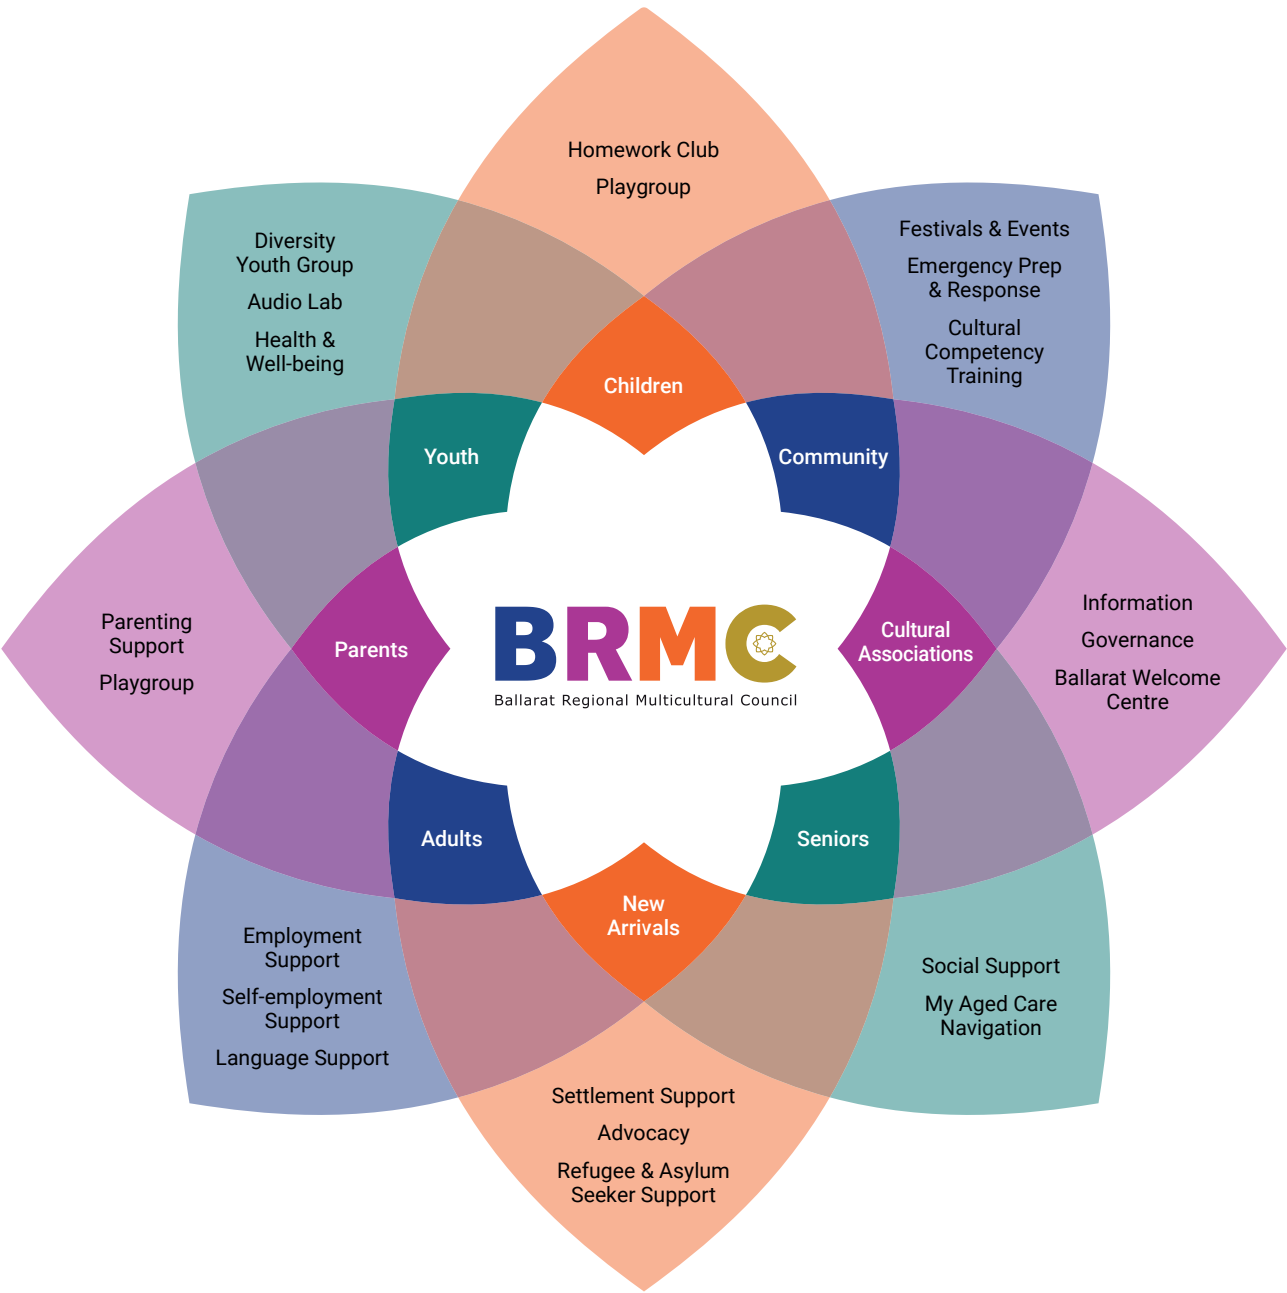 Homework Club
Playgroup
Children
Festivals & Events
Emergency Prep
& Response
Cultural
Competency
Training
Community
Information
Governance
Ballarat Welcome
Centre
Cultural
Associations
Social Support
My Aged Care
Navigation
Seniors
Settlement Support
Advocacy
Refugee & Asylum
Seeker Support
New
Arrivals
Employment
Support
Self-employment
Support
Language Support
Adults
Parenting
Support
Playgroup
Parents
Diversity
Youth Group
Audio Lab
Health &
Well-being
Youth
BRMC
Ballarat Regional Multicultural Council